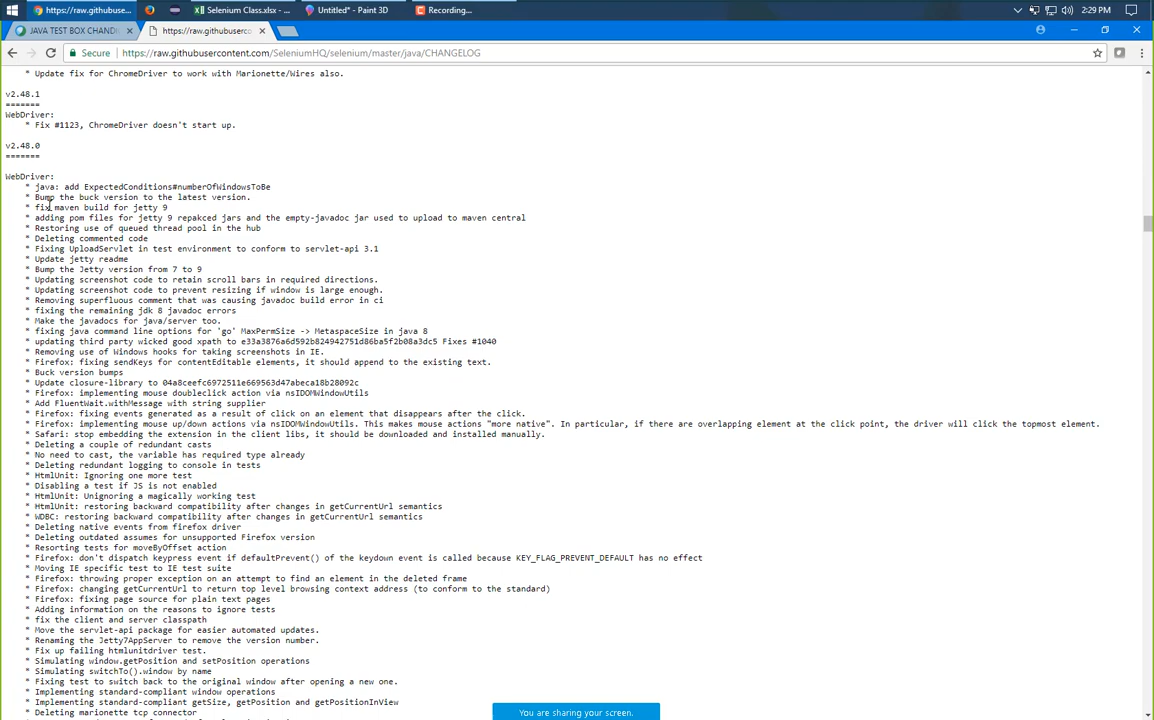 https://raw.githubuse...
Selenium Class.xlsx - ...
Untitled* - Paint 3D
Recording...
2:29 PM
JAVA TEST BOX CHANDI
https://raw.githubuserco
Secure
https://raw.githubusercontent.com/SeleniumHQ/selenium/master/java/CHANGELOG
* Update fix for ChromeDriver to work with Marionette/Wires also.
v2.48.1
=======
WebDriver:
* Fix #1123, ChromeDriver doesn't start up.
v2.48.0
=======
WebDriver:
* java: add ExpectedConditions#numberOfWindowsToBe
* Bump the buck version to the latest version.
* fix maven build for jetty 9
* adding pom files for jetty 9 repakced jars and the empty-javadoc jar used to upload to maven central
* Restoring use of queued thread pool in the hub
* Deleting commented code
* Fixing UploadServlet in test environment to conform to servlet-api 3.1
* Update jetty readme
* Bump the Jetty version from 7 to 9
* Updating screenshot code to retain scroll bars in required directions.
* Updating screenshot code to prevent resizing if window is large enough.
* Removing superfluous comment that was causing javadoc build error in ci
* fixing the remaining jdk 8 javadoc errors
* Make the javadocs for java/server too.
* fixing java command line options for 'go' MaxPermSize -> MetaspaceSize in java 8
* updating third party wicked good xpath to e33a3876a6d592b824942751d86ba5f2b08a3dc5 Fixes #1040
* Removing use of Windows hooks for taking screenshots in IE.
* Firefox: fixing sendKeys for contentEditable elements, it should append to the existing text.
* Buck version bumps
* Update closure-library to 04a8ceefc6972511e669563d47abeca18b28092c
* Firefox: implementing mouse doubleclick action via nsIDOMWindowUtils
* Add FluentWait.withMessage with string supplier
* Firefox: fixing events generated as a result of click on an element that disappears after the click.
* Firefox: implementing mouse up/down actions via nsIDOMWindowUtils. This makes mouse actions "more native". In particular, if there are overlapping element at the click point, the driver will click the topmost element.
* Safari: stop embedding the extension in the client libs, it should be downloaded and installed manually.
* Deleting a couple of redundant casts
* No need to cast, the variable has required type already
* Deleting redundant logging to console in tests
* HtmlUnit: Ignoring one more test
* Disabling a test if JS is not enabled
* HtmlUnit: Unignoring a magically working test
* HtmlUnit: restoring backward compatibility after changes in getCurrentUrl semantics
* WDBC: restoring backward compatibility after changes in getCurrentUrl semantics
* Deleting native events from firefox driver
* Deleting outdated assumes for unsupported Firefox version
* Resorting tests for moveByOffset action
* Firefox: don't dispatch keypress event if defaultPrevent() of the keydown event is called because KEY_FLAG_PREVENT_DEFAULT has no effect
* Moving IE specific test to IE test suite
* Firefox: throwing proper exception on an attempt to find an element in the deleted frame
* Firefox: changing getCurrentUrl to return top level browsing context address (to conform to the standard)
* Firefox: fixing page source for plain text pages
* Adding information on the reasons to ignore tests
* fix the client and server classpath
* Move the servlet-api package for easier automated updates.
* Renaming the Jetty7AppServer to remove the version number.
* Fix up failing htmlunitdriver test.
* Simulating window.getPosition and setPosition operations
* Simulating switchTo().window by name
* Fixing test to switch back to the original window after opening a new one.
* Implementing standard-compliant window operations
* Implementing standard-compliant getSize, getPosition and getPositionInView
* Deleting marionette tcp connector
You are sharing your screen.